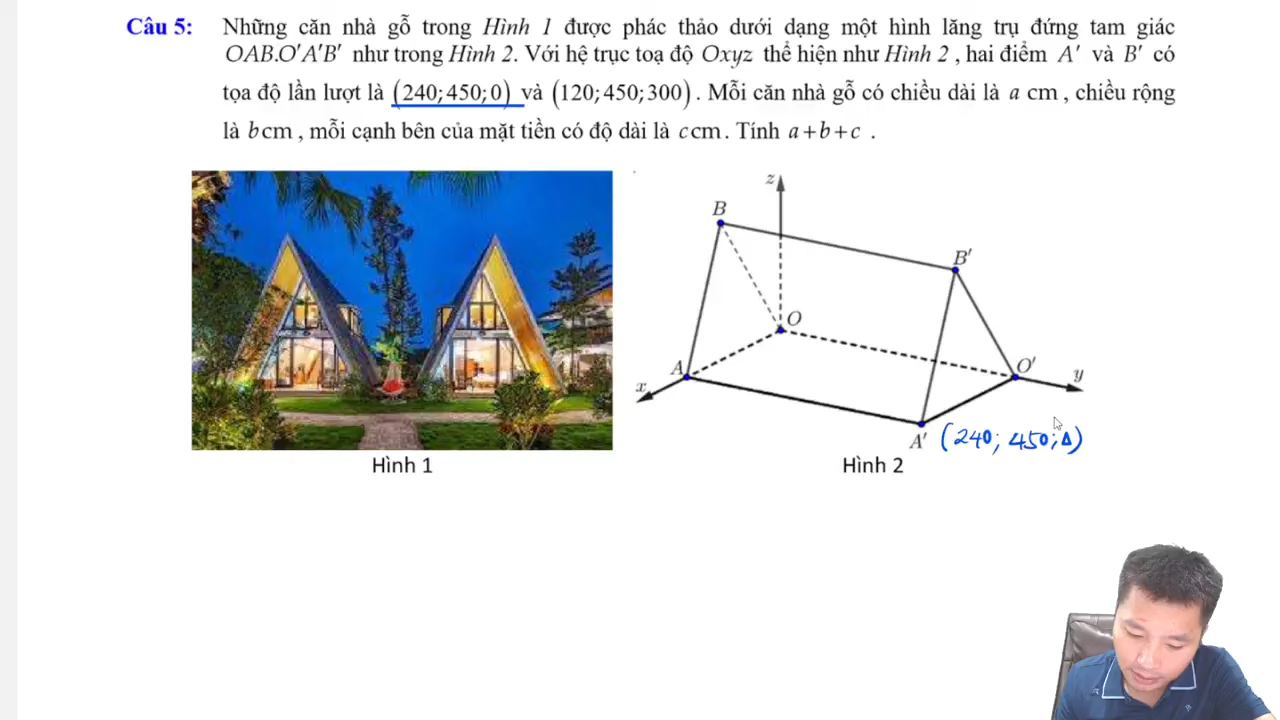 Câu 5: Những căn nhà gỗ trong Hình 1 được phác thảo dưới dạng một hình lăng trụ đứng tam giác
OAB.O'A'B' như trong Hình 2. Với hệ trục toạ độ Oxyz thể hiện như Hình 2 , hai điểm A' và B' có
tọa độ lần lượt là (240;450;0) và (120;450;300). Mỗi căn nhà gỗ có chiều dài là a cm, chiều rộng
là b cm, mỗi cạnh bên của mặt tiền có độ dài là c cm. Tính a+b+c .
z
B
B'
O
A
O'
x
y
A' (240; 450; 0)
Hình 1
Hình 2